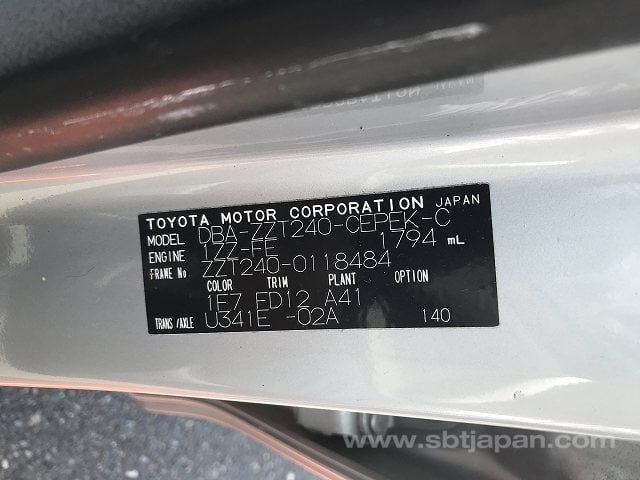 TOYOTA MOTOR CORPORATION JAPAN
MODEL DBA-ZZT240-CEPEK-C
ENGINE 1ZZ-FE 1794 mL
FRAME No. ZZT240-0118484
COLOR TRIM PLANT OPTION
1E7 FD12 A41
TRANS/AXLE U341E -02A 140
www.sbtjapan.com